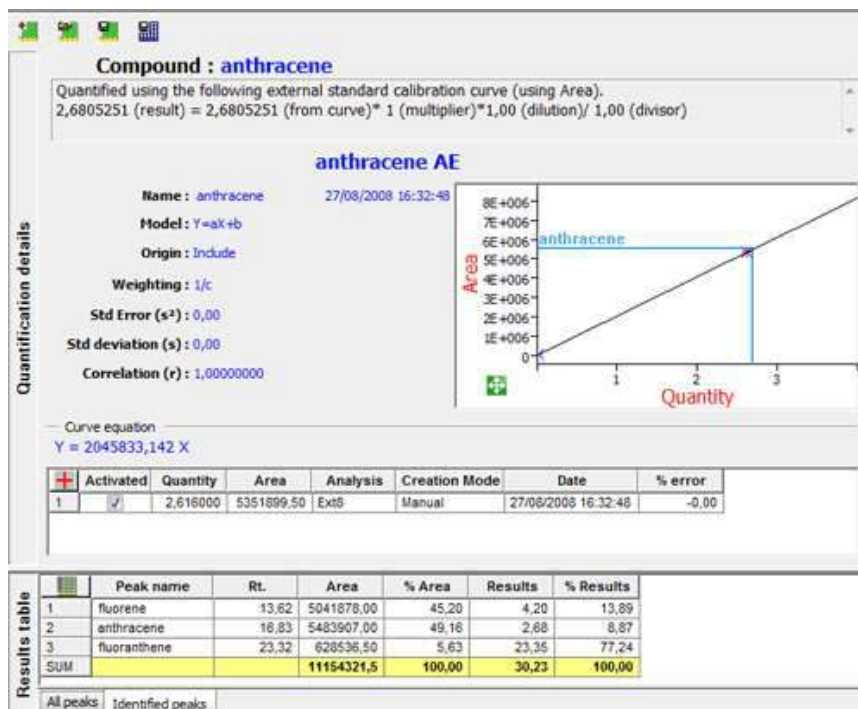 Compound : anthracene
Quantified using the following external standard calibration curve (using Area).
2,6805251 (result) = 2,6805251 (from curve)* 1 (multiplier)*1,00 (dilution)/ 1,00 (divisor)
Quantification details
anthracene AE
Name : anthracene 27/08/2008 16:32:48
Model : Y=aX+b
Origin : Include
Weighting : 1/c
Std Error (s²) : 0,00
Std deviation (s) : 0,00
Correlation (r) : 1,00000000
8E+006
7E+006
6E+006
5E+006
4E+006
3E+006
2E+006
1E+006
0
anthracene
Area
1 2 3
Quantity
Curve equation
Y = 2045833,142 X
Activated Quantity Area Analysis Creation Mode Date % error
1 2,616000 5351899,50 Ext6 Manual 27/08/2008 16:32:48 -0,00
Results table
Peak name Rt. Area % Area Results % Results
1 fluorene 13,62 5041878,00 45,20 4,20 13,89
2 anthracene 16,83 5483907,00 49,16 2,68 8,87
3 fluoranthene 23,32 628536,50 5,63 23,35 77,24
SUM 11154321,5 100,00 30,23 100,00
All peaks Identified peaks